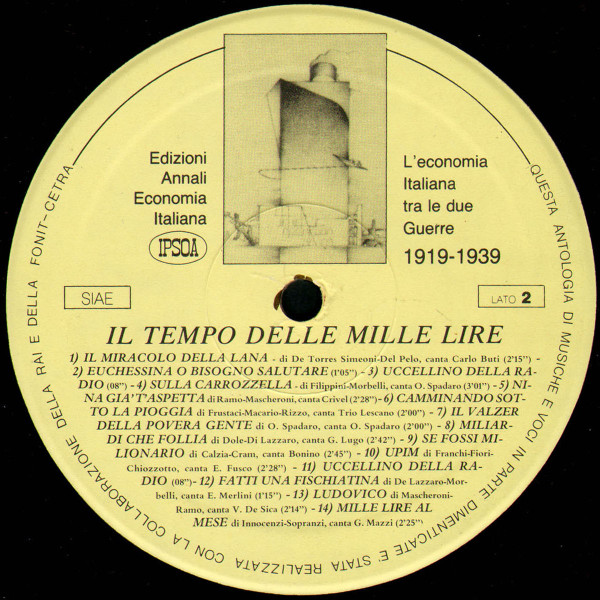 Edizioni
Annali
Economia
Italiana
IPSOA
L'economia
Italiana
tra le due
Guerre
1919-1939
SIAE
LATO 2
IL TEMPO DELLE MILLE LIRE
1) IL MIRACOLO DELLA LANA - di De Torres Simeoni-Del Pelo, canta Carlo Buti (2'15") -
2) EUCHESSINA O BISOGNO SALUTARE (1'05") - 3) UCCELLINO DELLA RA-
DIO (08") - 4) SULLA CARROZZELLA - di Filippini-Morbelli, canta O. Spadaro (3'01") - 5) NI-
NA GIA' T'ASPETTA di Ramo-Mascheroni, canta Crivel (2'28") - 6) CAMMINANDO SOT-
TO LA PIOGGIA di Frustaci-Macario-Rizzo, canta Trio Lescano (2'00") - 7) IL VALZER
DELLA POVERA GENTE di O. Spadaro, canta O. Spadaro (2'00") - 8) MILIAR-
DI CHE FOLLIA di Dole-Di Lazzaro, canta G. Lugo (2'42") - 9) SE FOSSI MI-
LIONARIO di Calzia-Cram, canta Bonino (2'45") - 10) UPIM di Franchi-Fiori-
Chiozzotto, canta E. Fusco (2'28") - 11) UCCELLINO DELLA RA-
DIO (08")- 12) FATTI UNA FISCHIATINA di De Lazzaro-Mor-
belli, canta E. Merlini (1'15") - 13) LUDOVICO di Mascheroni-
Ramo, canta V. De Sica (2'14") - 14) MILLE LIRE AL
MESE di Innocenzi-Sopranzi, canta G. Mazzi (2'25")
QUESTA ANTOLOGIA DI MUSICHE E VOCI IN PARTE DIMENTICATE E' STATA REALIZZATA CON LA COLLABORAZIONE DELLA RAI E DELLA FONIT-CETRA